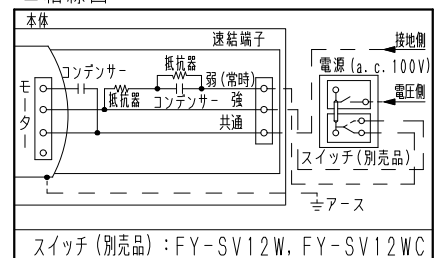 本体
速結端子
接地側
コンデンサー
抵抗器
電源(a.c.100V)
弱(常時)
モーター
抵抗器
コンデンサー
強
電圧側
共通
スイッチ(別売品)
アース
スイッチ(別売品):FY-SV12W,FY-SV12WC